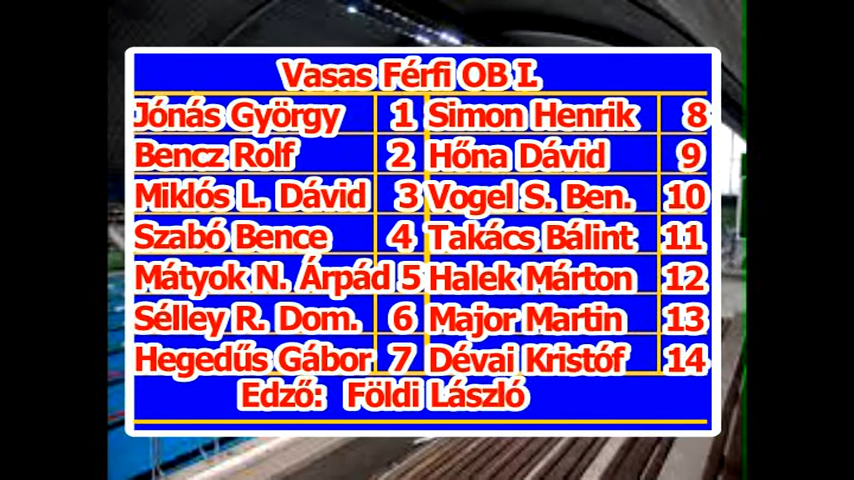 Vasas Férfi OB I.
Jónás György 1 Simon Henrik 8
Bencz Rolf 2 Hőna Dávid 9
Miklós L. Dávid 3 Vogel S. Ben. 10
Szabó Bence 4 Takács Bálint 11
Mátyok N. Árpád 5 Halek Márton 12
Sélley R. Dom. 6 Major Martin 13
Hegedűs Gábor 7 Dévai Kristóf 14
Edző: Földi László